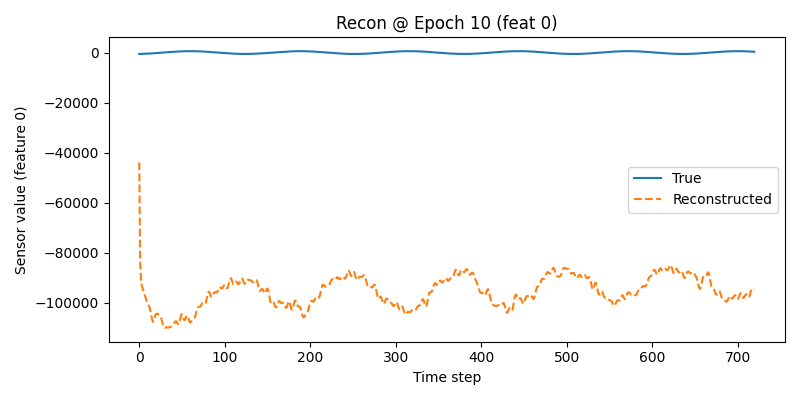 Recon @ Epoch 10 (feat 0)
Sensor value (feature 0)
0
−20000
−40000
−60000
−80000
−100000
True
Reconstructed
0 100 200 300 400 500 600 700
Time step